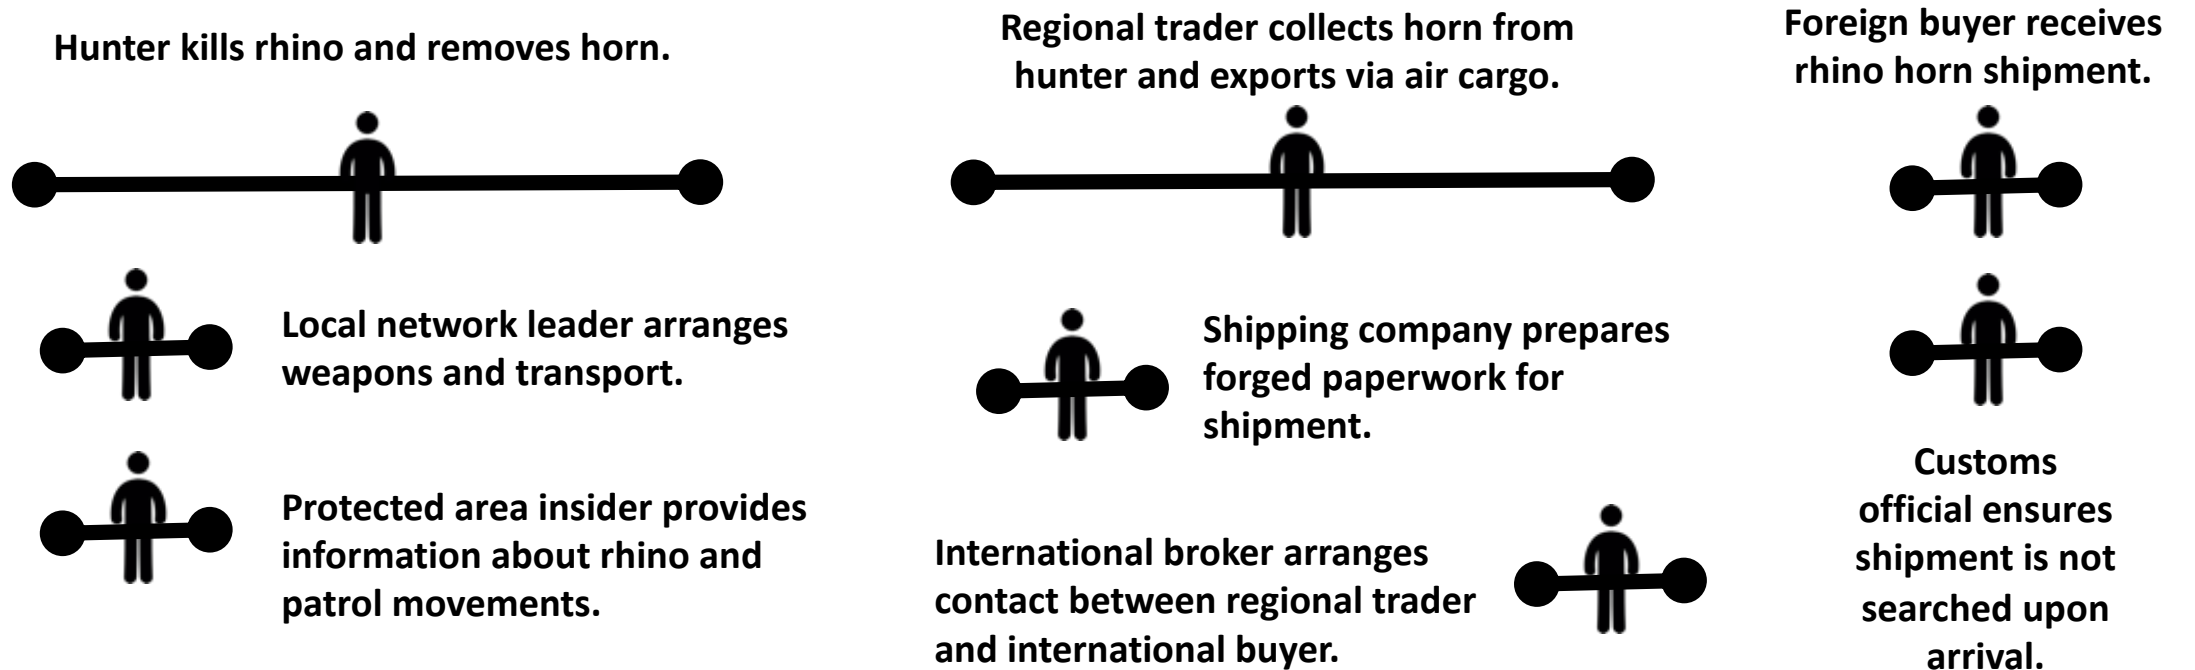 Hunter kills rhino and removes horn.
Local network leader arranges
weapons and transport.
Protected area insider provides
information about rhino and
patrol movements.
Regional trader collects horn from
hunter and exports via air cargo.
Shipping company prepares
forged paperwork for
shipment.
International broker arranges
contact between regional trader
and international buyer.
Foreign buyer receives
rhino horn shipment.
Customs
official ensures
shipment is not
searched upon
arrival.